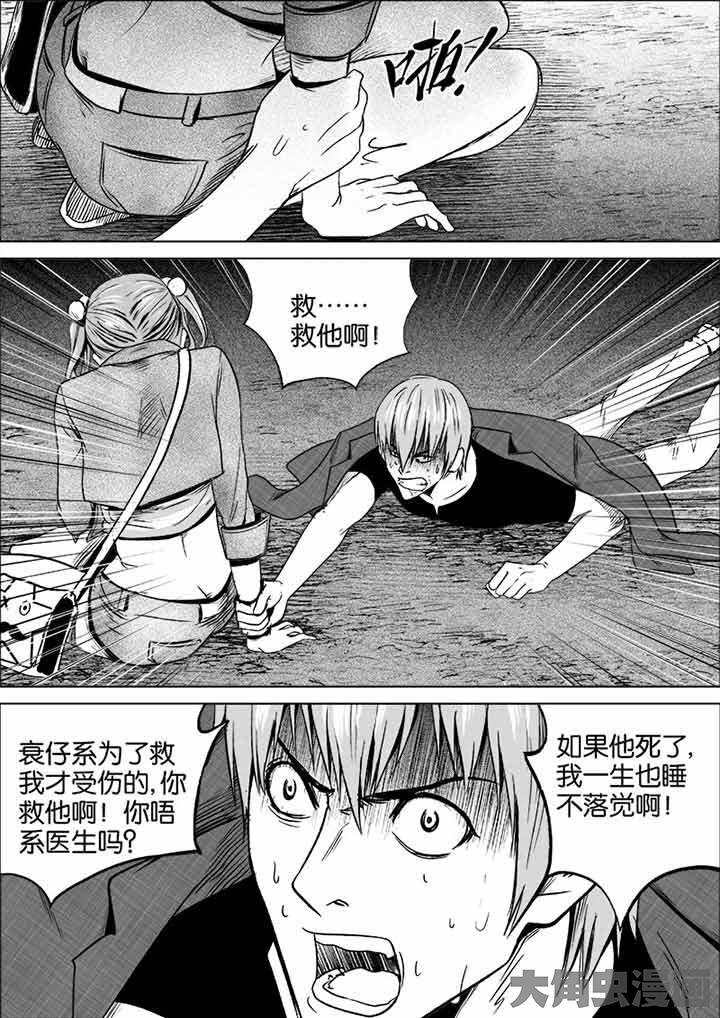 啪！
救……
救他啊！
如果他死了，
我一生也睡
不落觉啊！
衰仔系为了救
我才受伤的，你
救他啊！你唔
系医生吗？
大角虫漫画